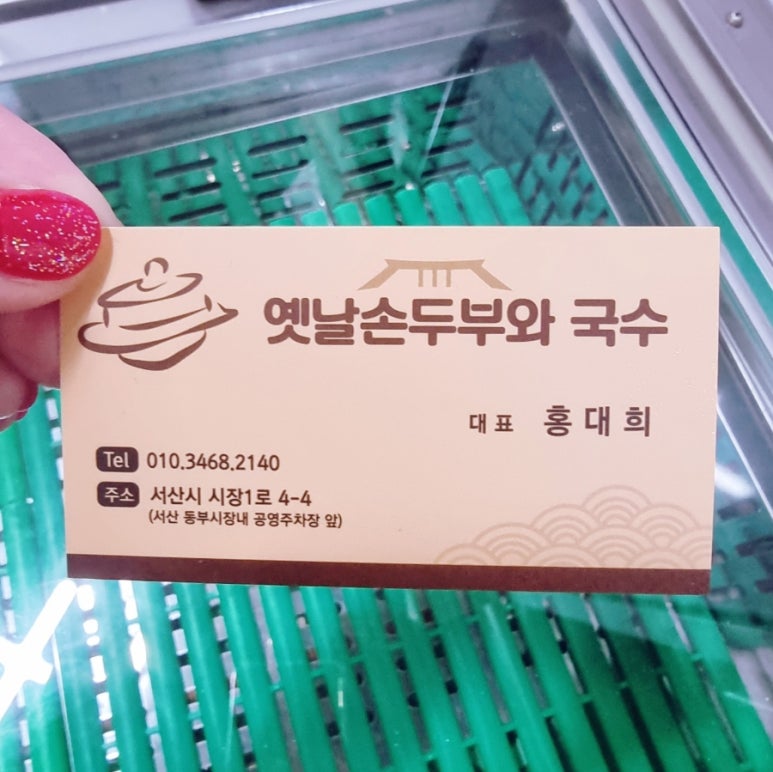 옛날손두부와 국수
대표 홍대희
Tel 010.3468.2140
주소 서산시 시장1로 4-4
(서산 동부시장내 공영주차장 앞)